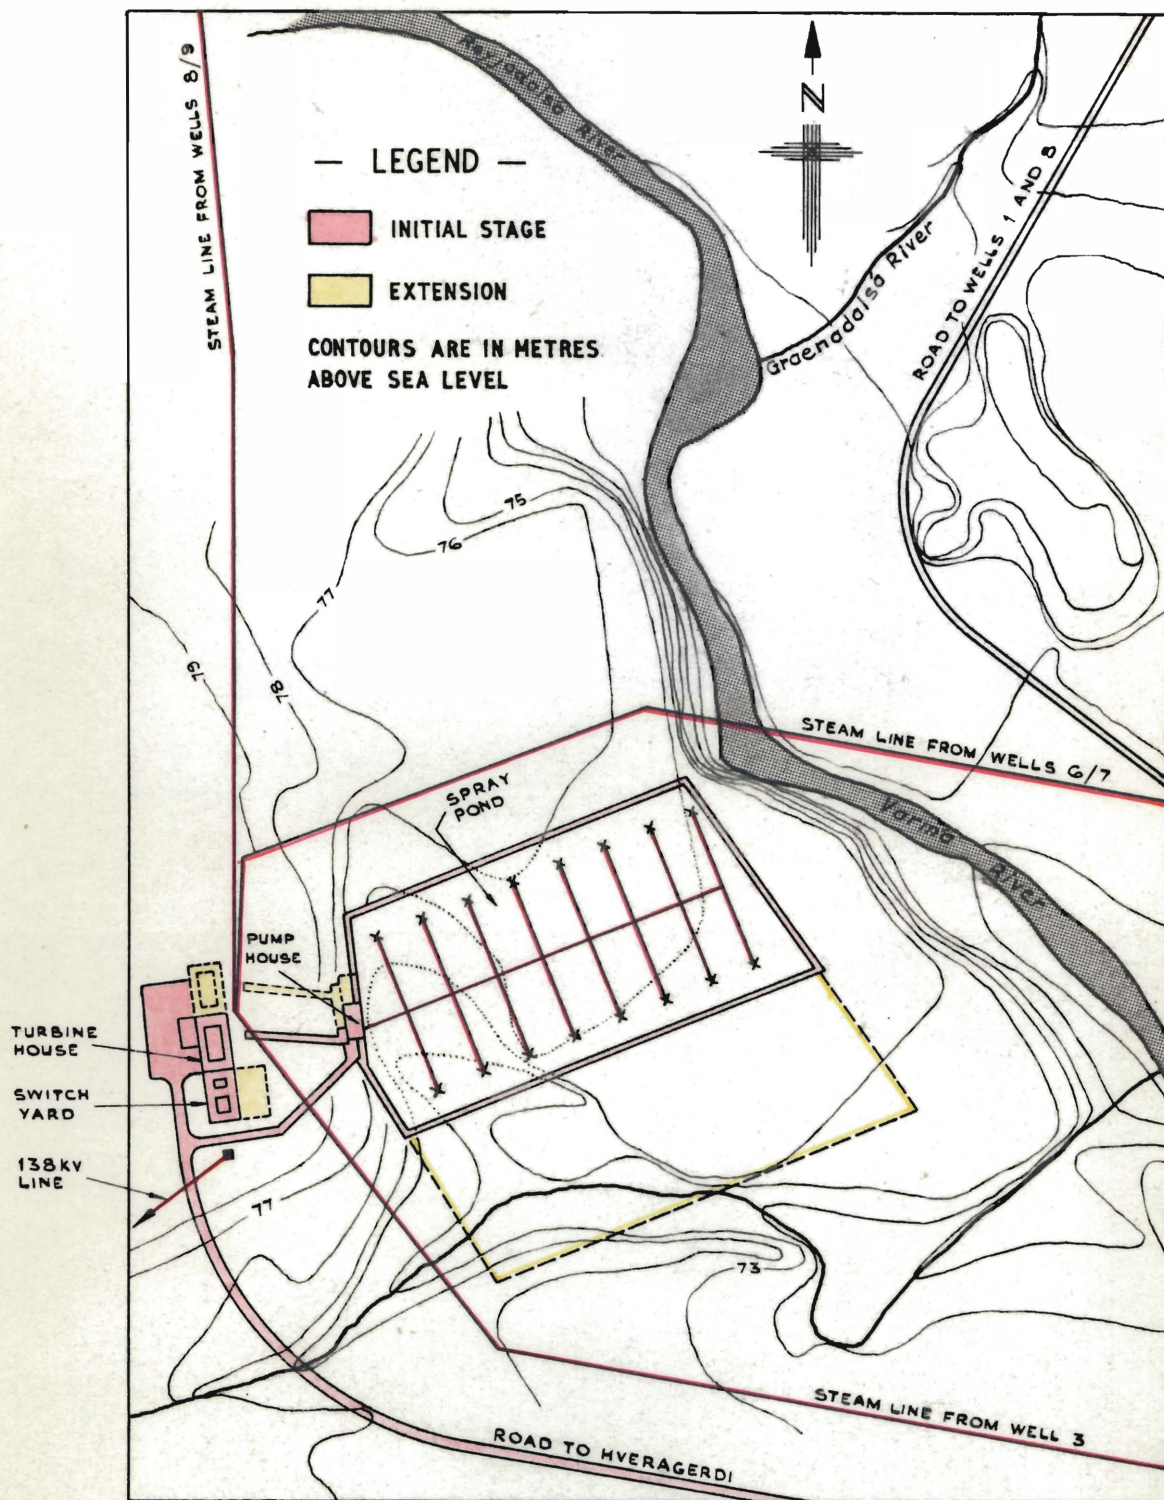 STEAM LINE FROM WELLS 8/9
— LEGEND —
INITIAL STAGE
EXTENSION
CONTOURS ARE IN METRES
ABOVE SEA LEVEL
River
N
Graenadalsá River
ROAD TO WELLS 1 AND 8
75
76
77
79
78
STEAM LINE FROM WELLS 6/7
SPRAY
POND
Varmá River
PUMP
HOUSE
TURBINE
HOUSE
SWITCH
YARD
138KV
LINE
77
73
STEAM LINE FROM WELL 3
ROAD TO HVERAGERDI